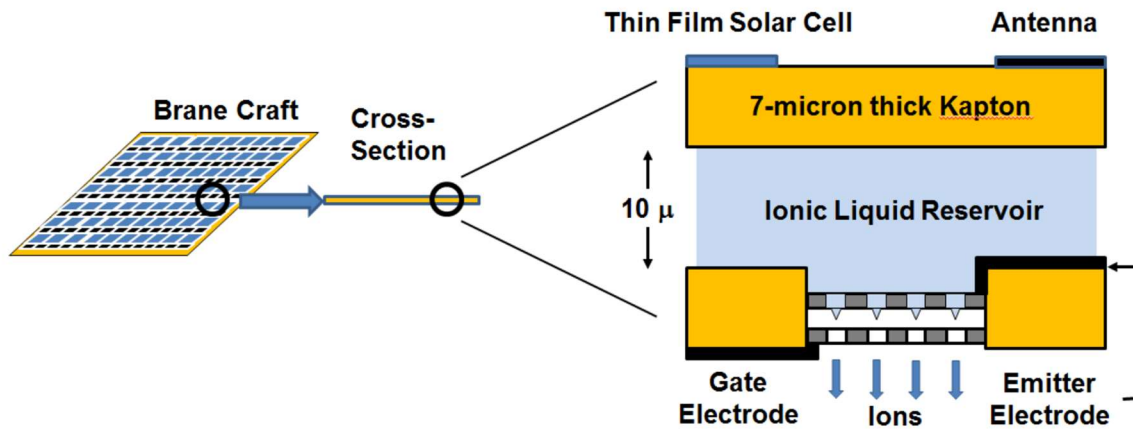 Thin Film Solar Cell
Antenna
Brane Craft
Cross-
Section
7-micron thick Kapton
10 μ
Ionic Liquid Reservoir
Gate
Electrode
Ions
Emitter
Electrode